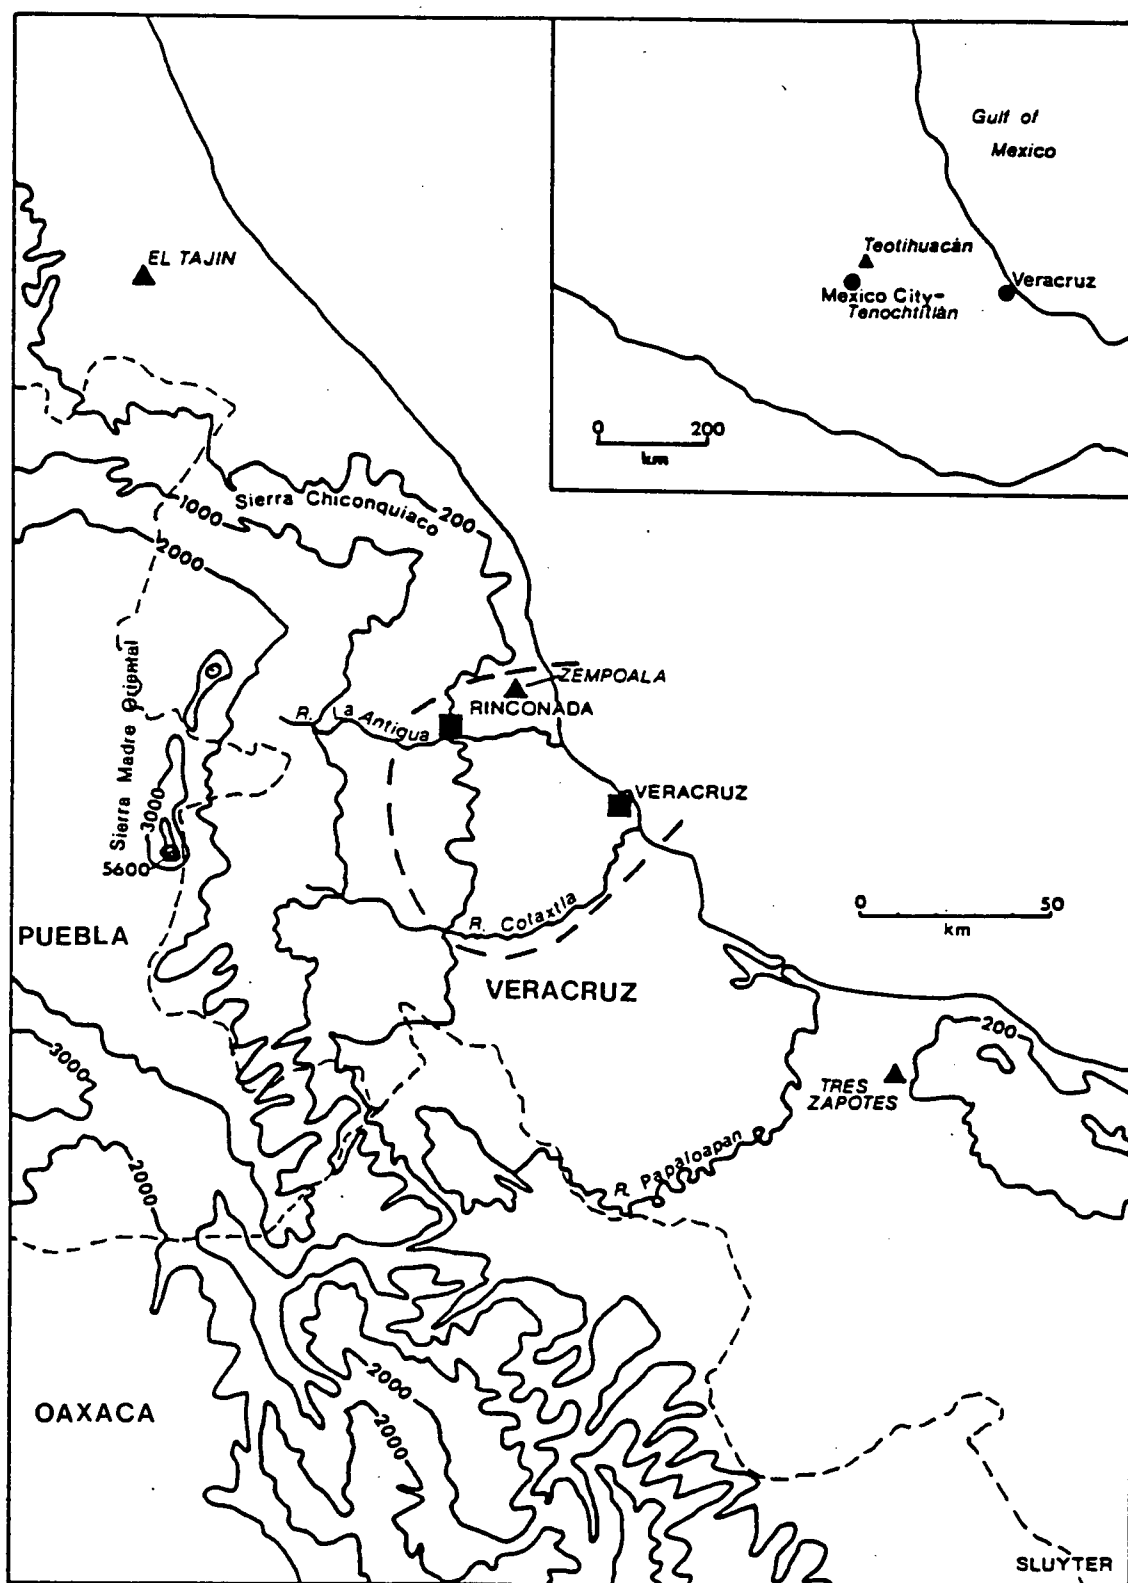 Gulf of
Mexico
Teotihuacán
Veracruz
Mexico City-
Tenochtitlán
0 200
km
EL TAJIN
Sierra Chiconquiaco
200
1000
2000
Sierra Madre Oriental
ZEMPOALA
RINCONADA
R. La Antigua
VERACRUZ
3000
5600
0 50
km
R. Cotaxtla
PUEBLA
VERACRUZ
200
3000
TRES
ZAPOTES
R. Papaloapan
2000
2000
2000
OAXACA
SLUYTER